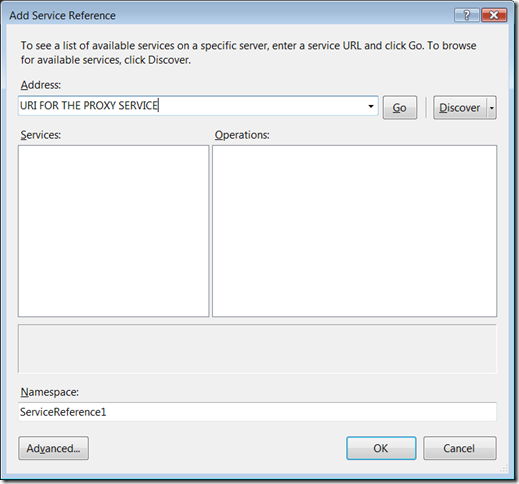 Add Service Reference
?
To see a list of available services on a specific server, enter a service URL and click Go. To browse
for available services, click Discover.
Address:
URI FOR THE PROXY SERVICE
Go
Discover
Services:
Operations:
Namespace:
ServiceReference1
Advanced...
OK
Cancel